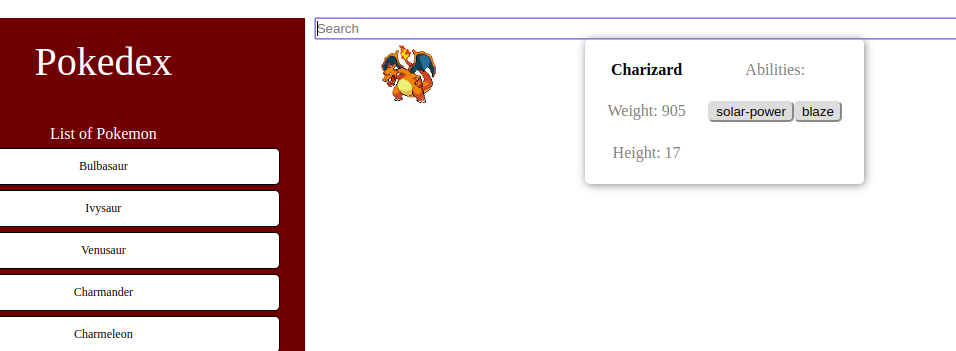 Pokedex
List of Pokemon
Bulbasaur
Ivysaur
Venusaur
Charmander
Charmeleon
Search
Charizard
Abilities:
Weight: 905
solar-power blaze
Height: 17